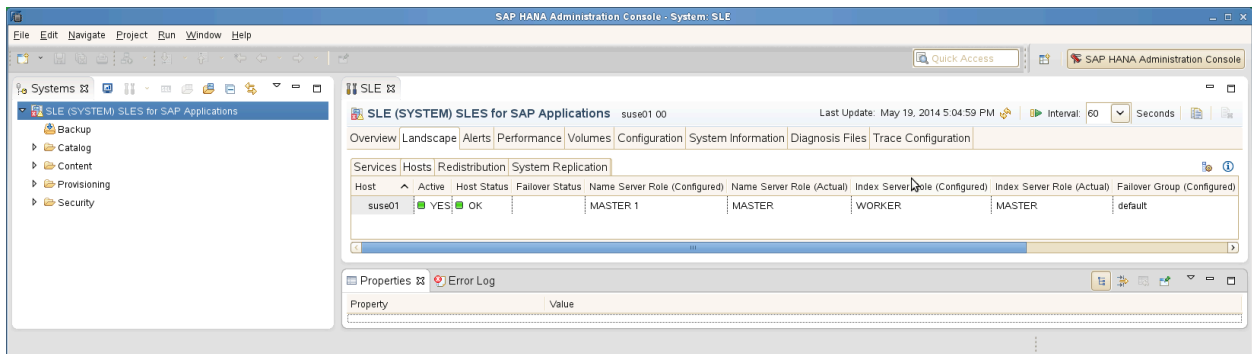 SAP HANA Administration Console - System: SLE
File Edit Navigate Project Run Window Help
Quick Access
SAP HANA Administration Console
Systems
SLE (SYSTEM) SLES for SAP Applications
Backup
Catalog
Content
Provisioning
Security
SLE
SLE (SYSTEM) SLES for SAP Applications suse01 00 Last Update: May 19, 2014 5:04:59 PM Interval: 60 Seconds
Overview Landscape Alerts Performance Volumes Configuration System Information Diagnosis Files Trace Configuration
Services Hosts Redistribution System Replication
Host Active Host Status Failover Status Name Server Role (Configured) Name Server Role (Actual) Index Server Role (Configured) Index Server Role (Actual) Failover Group (Configured)
suse01 YES OK MASTER 1 MASTER WORKER MASTER default
Properties Error Log
Property Value